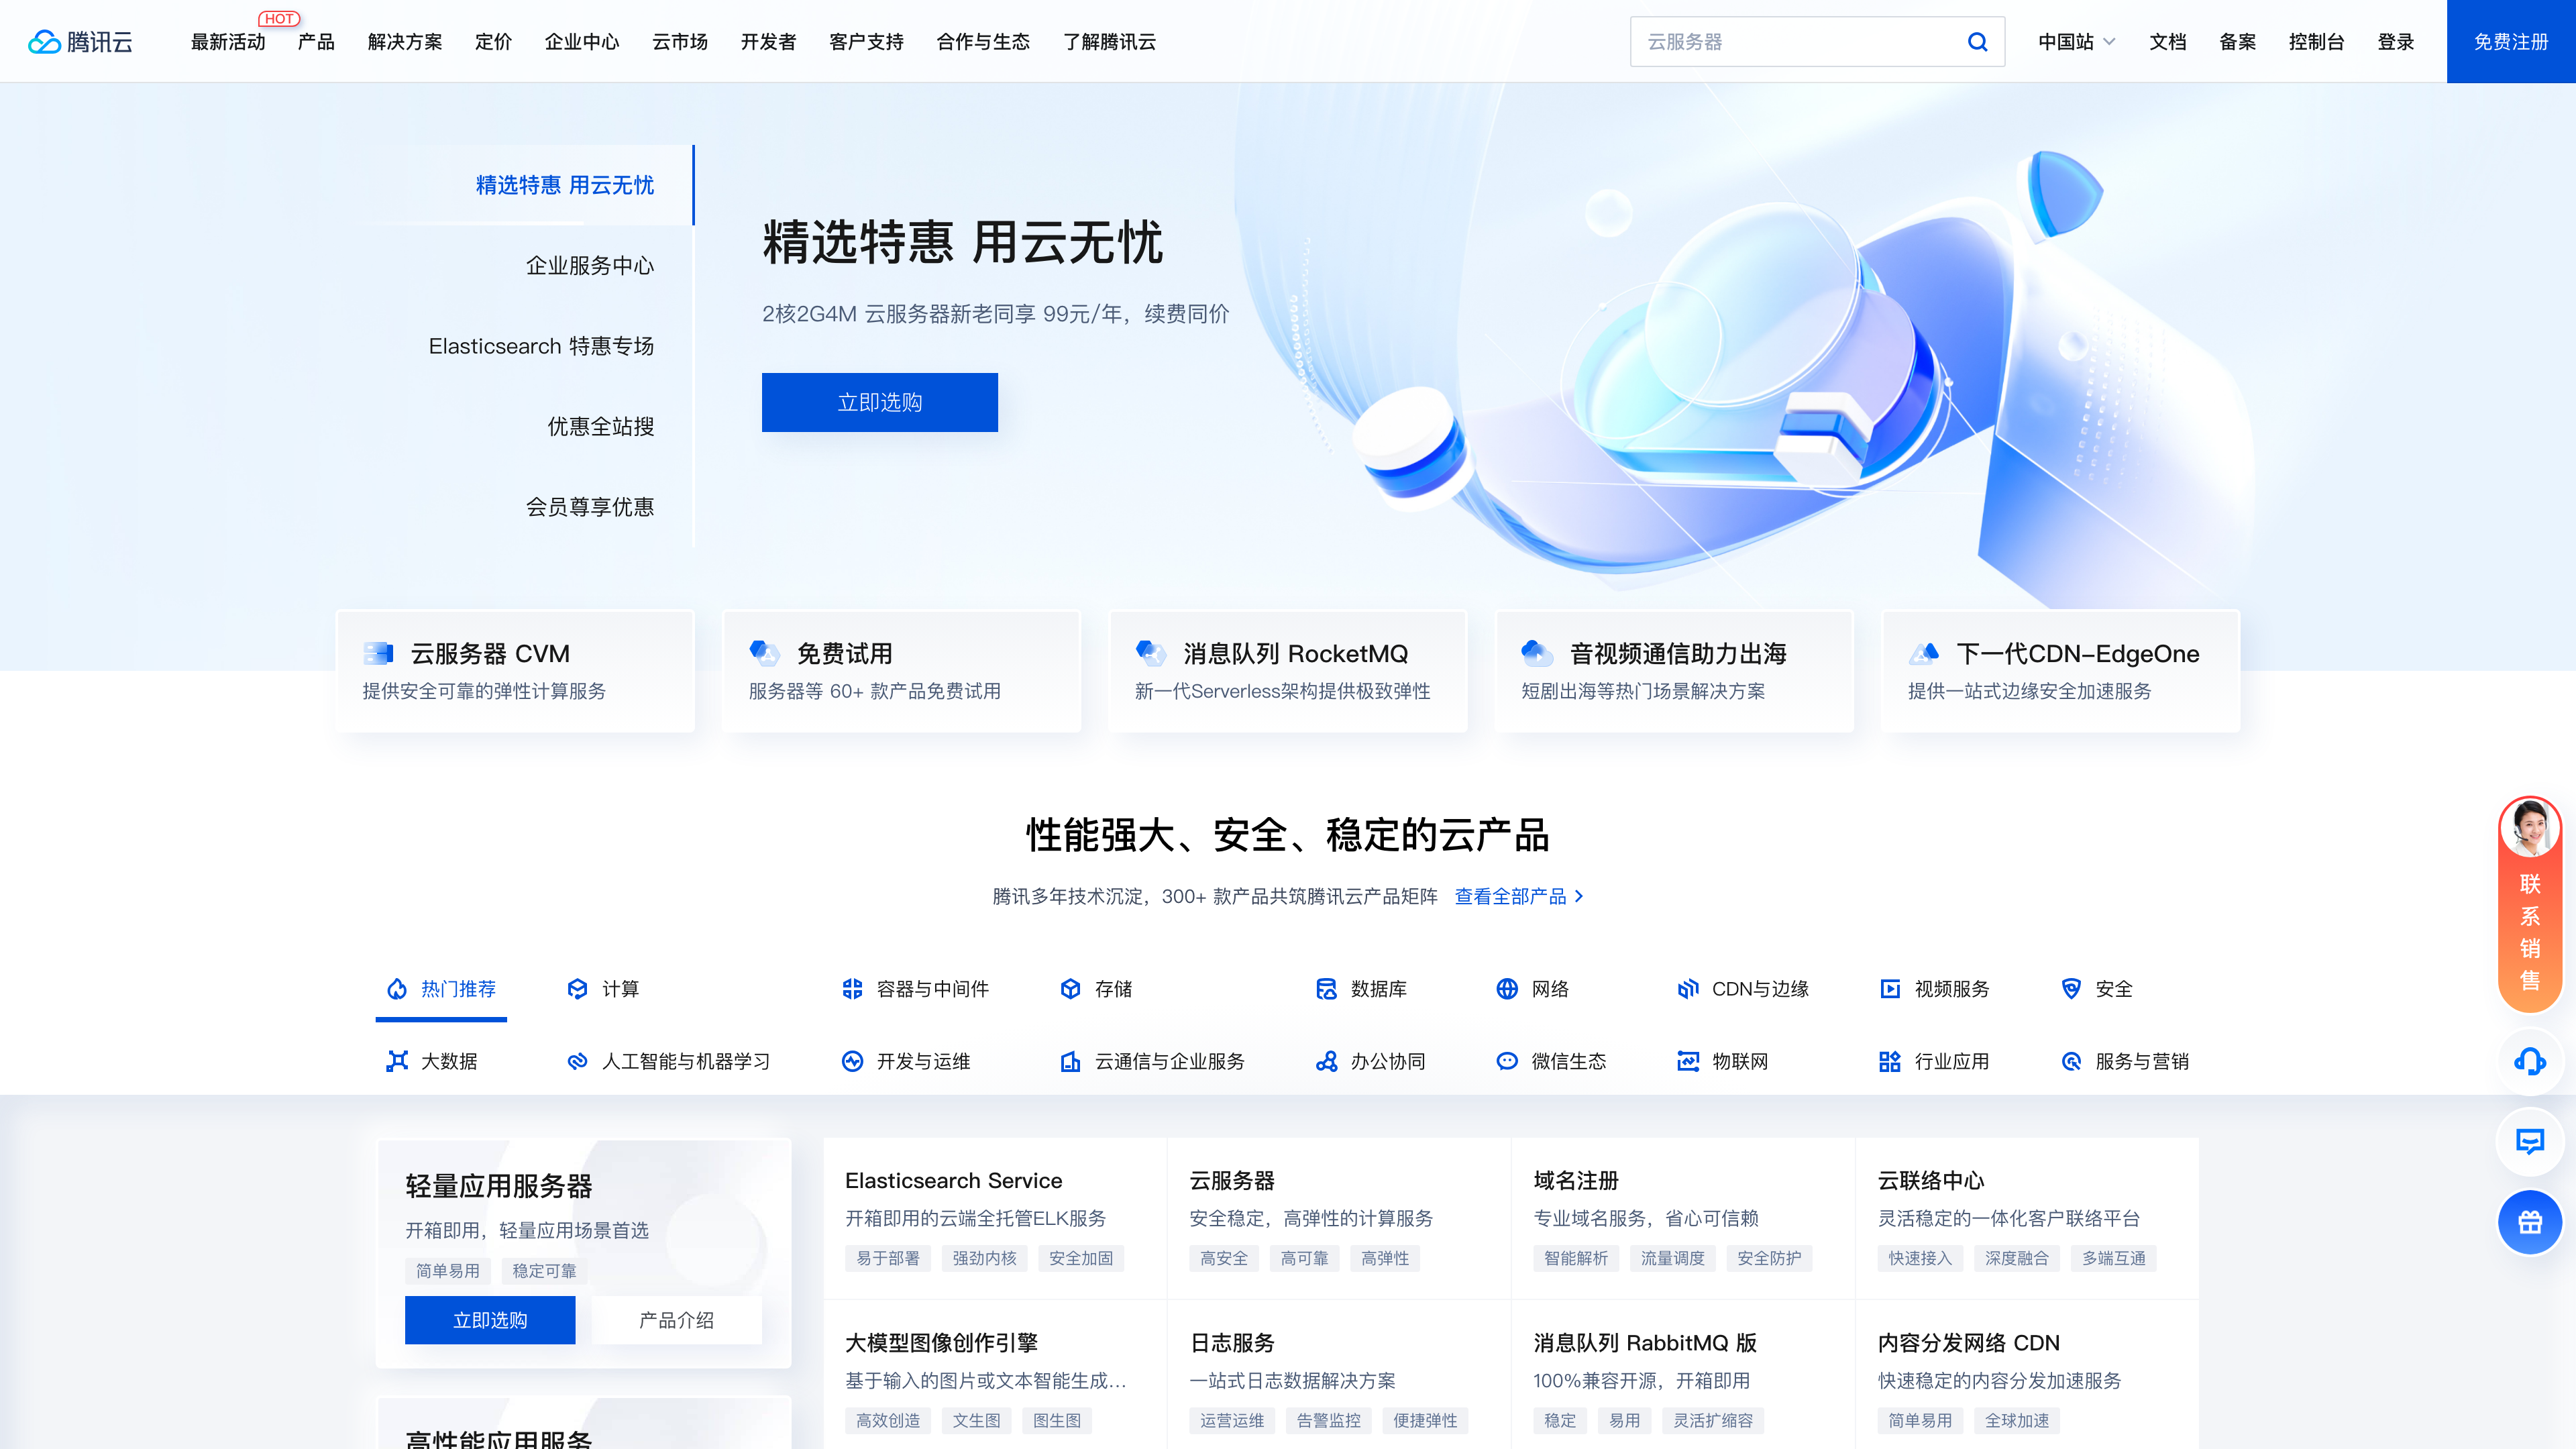 腾讯云
最新活动
HOT
产品
解决方案
定价
企业中心
云市场
开发者
客户支持
合作与生态
了解腾讯云
云服务器
中国站
文档
备案
控制台
登录
免费注册
精选特惠 用云无忧
企业服务中心
Elasticsearch 特惠专场
优惠全站搜
会员尊享优惠
精选特惠 用云无忧
2核2G4M 云服务器新老同享 99元/年，续费同价
立即选购
云服务器 CVM
提供安全可靠的弹性计算服务
免费试用
服务器等 60+ 款产品免费试用
消息队列 RocketMQ
新一代Serverless架构提供极致弹性
音视频通信助力出海
短剧出海等热门场景解决方案
下一代CDN-EdgeOne
提供一站式边缘安全加速服务
性能强大、安全、稳定的云产品
腾讯多年技术沉淀，300+ 款产品共筑腾讯云产品矩阵 查看全部产品
热门推荐
计算
容器与中间件
存储
数据库
网络
CDN与边缘
视频服务
安全
大数据
人工智能与机器学习
开发与运维
云通信与企业服务
办公协同
微信生态
物联网
行业应用
服务与营销
轻量应用服务器
开箱即用，轻量应用场景首选
简单易用
稳定可靠
立即选购
产品介绍
高性能应用服务
Elasticsearch Service
开箱即用的云端全托管ELK服务
易于部署
强劲内核
安全加固
云服务器
安全稳定，高弹性的计算服务
高安全
高可靠
高弹性
域名注册
专业域名服务，省心可信赖
智能解析
流量调度
安全防护
云联络中心
灵活稳定的一体化客户联络平台
快速接入
深度融合
多端互通
大模型图像创作引擎
基于输入的图片或文本智能生成...
高效创造
文生图
图生图
日志服务
一站式日志数据解决方案
运营运维
告警监控
便捷弹性
消息队列 RabbitMQ 版
100%兼容开源，开箱即用
稳定
易用
灵活扩缩容
内容分发网络 CDN
快速稳定的内容分发加速服务
简单易用
全球加速
联
系
销
售